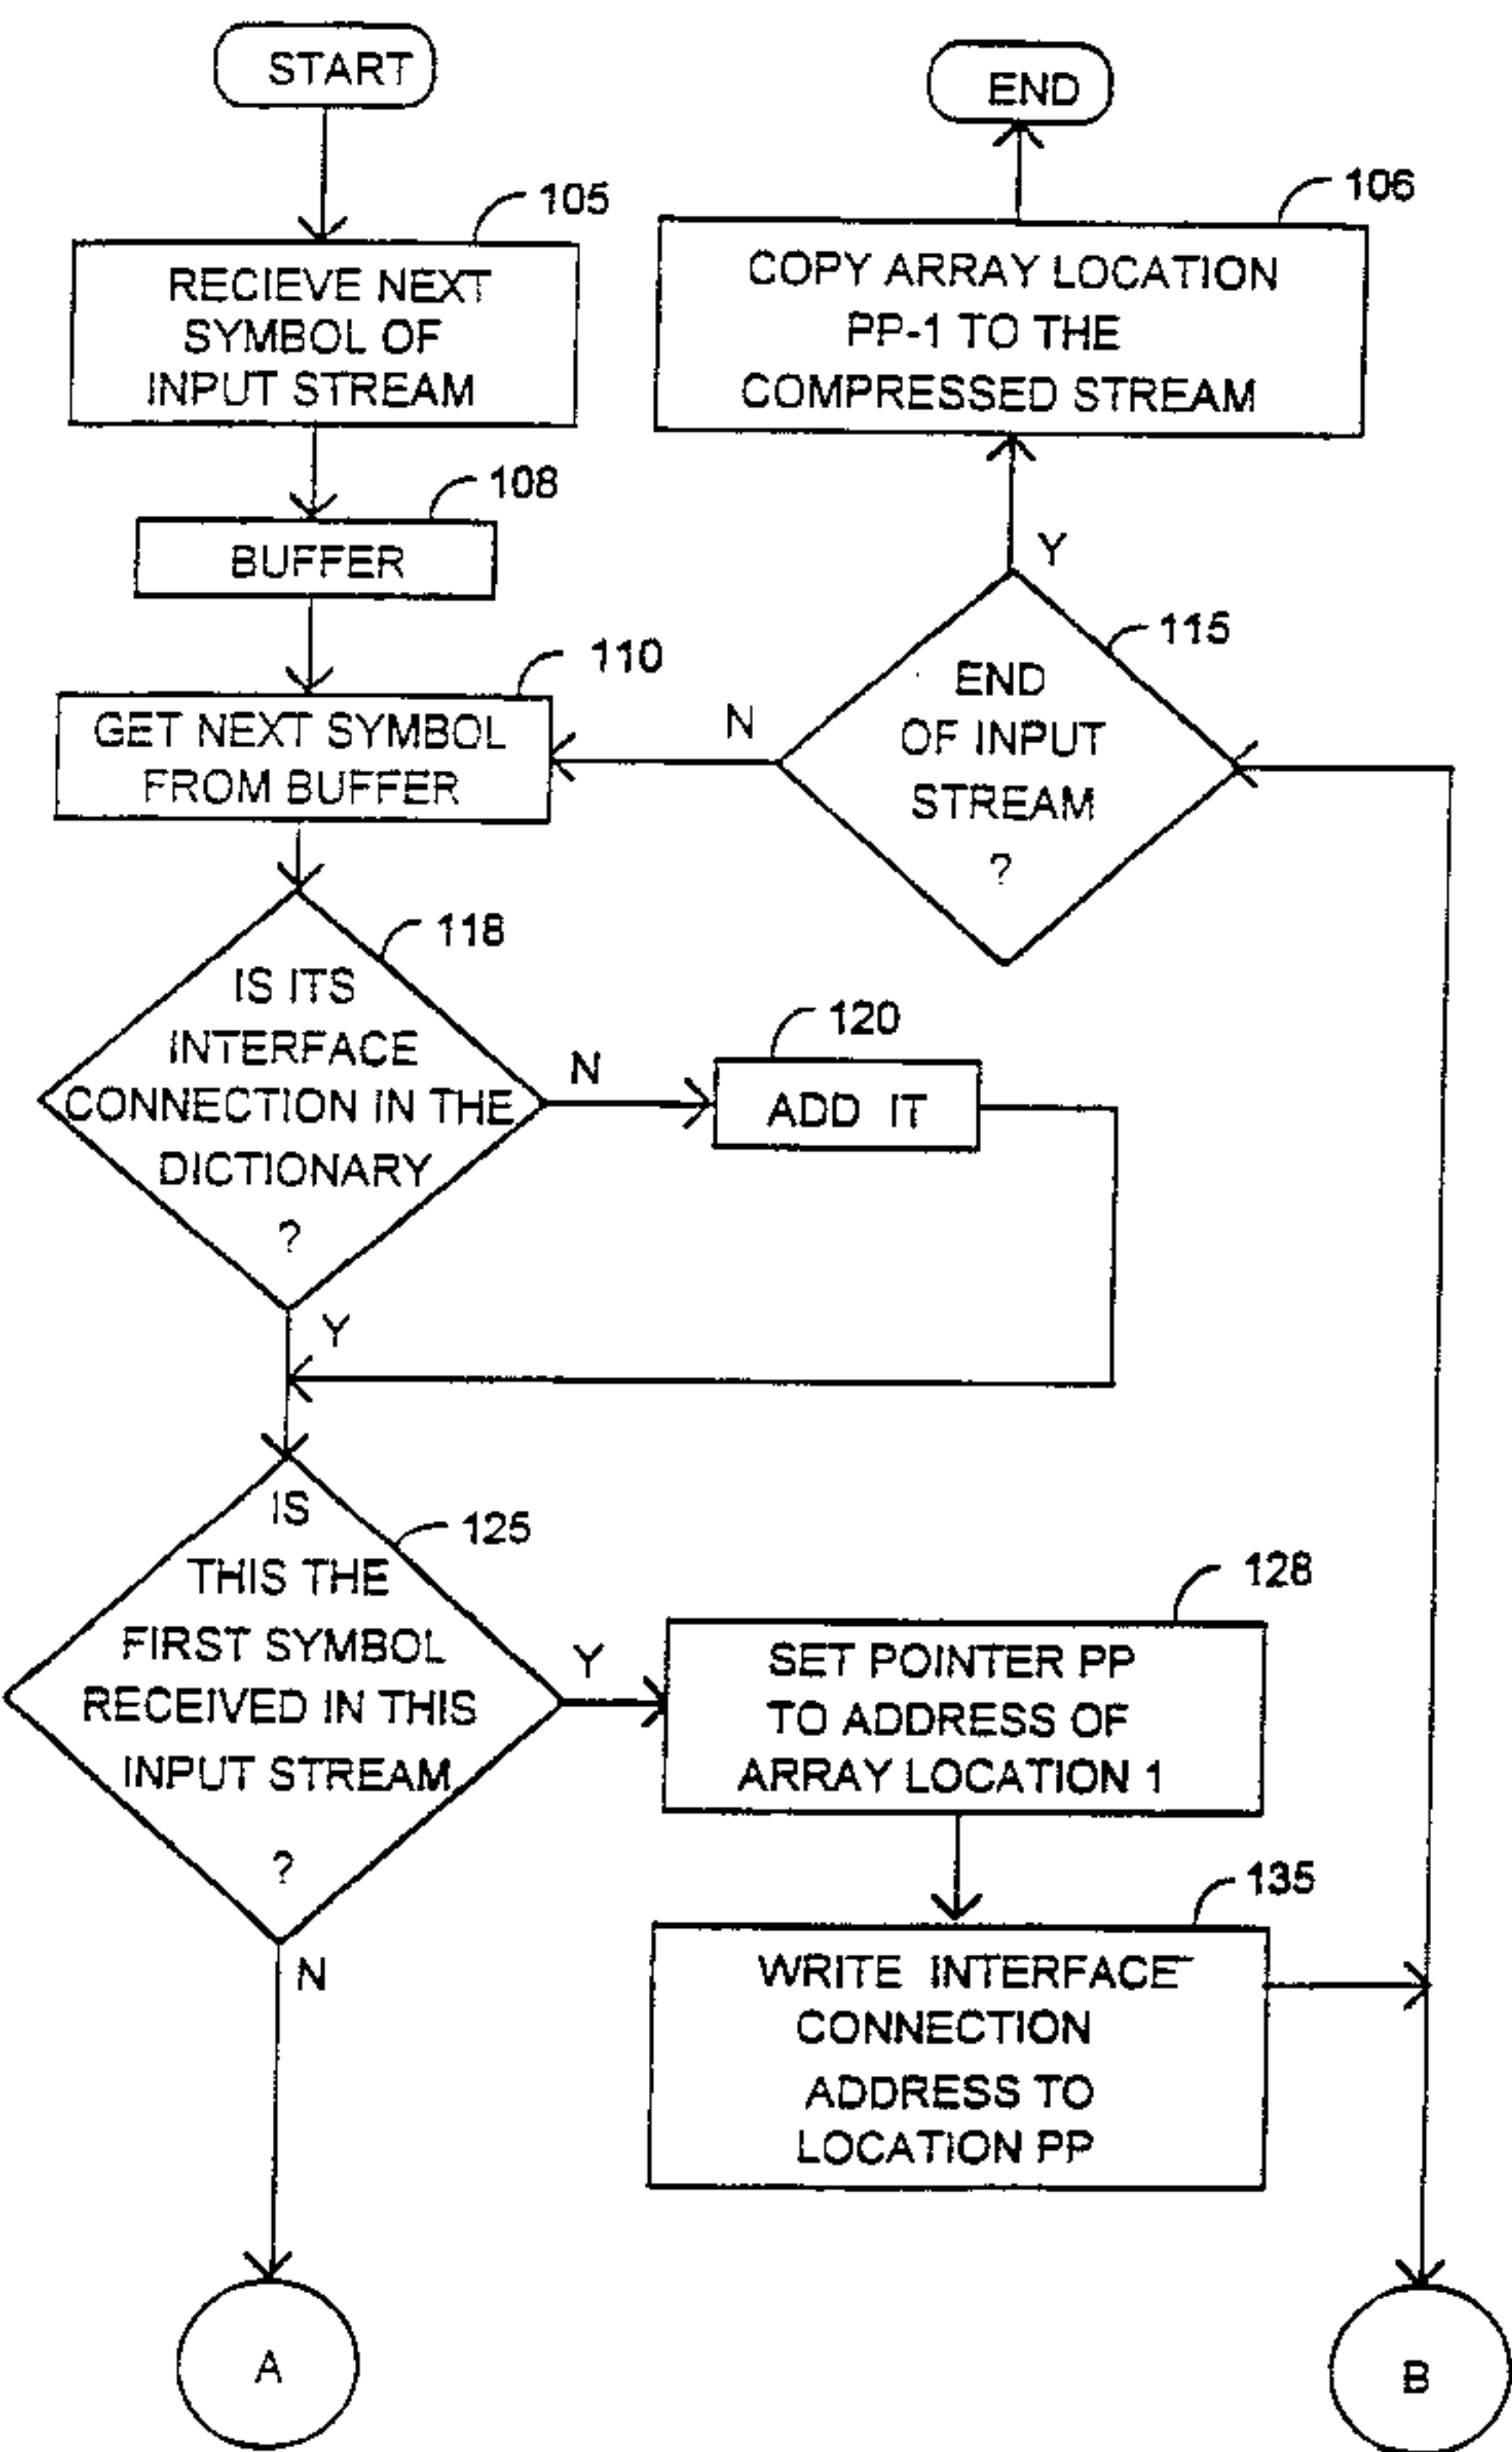 START
105
RECIEVE NEXT
SYMBOL OF
INPUT STREAM
108
BUFFER
110
GET NEXT SYMBOL
FROM BUFFER
END
106
COPY ARRAY LOCATION
PP-1 TO THE
COMPRESSED STREAM
Y
115
END
OF INPUT
STREAM
?
N
118
IS ITS
INTERFACE
CONNECTION IN THE
DICTIONARY
?
N
120
ADD IT
Y
125
IS
THIS THE
FIRST SYMBOL
RECEIVED IN THIS
INPUT STREAM
?
Y
128
SET POINTER PP
TO ADDRESS OF
ARRAY LOCATION 1
135
WRITE INTERFACE
CONNECTION
ADDRESS TO
LOCATION PP
N
A
B